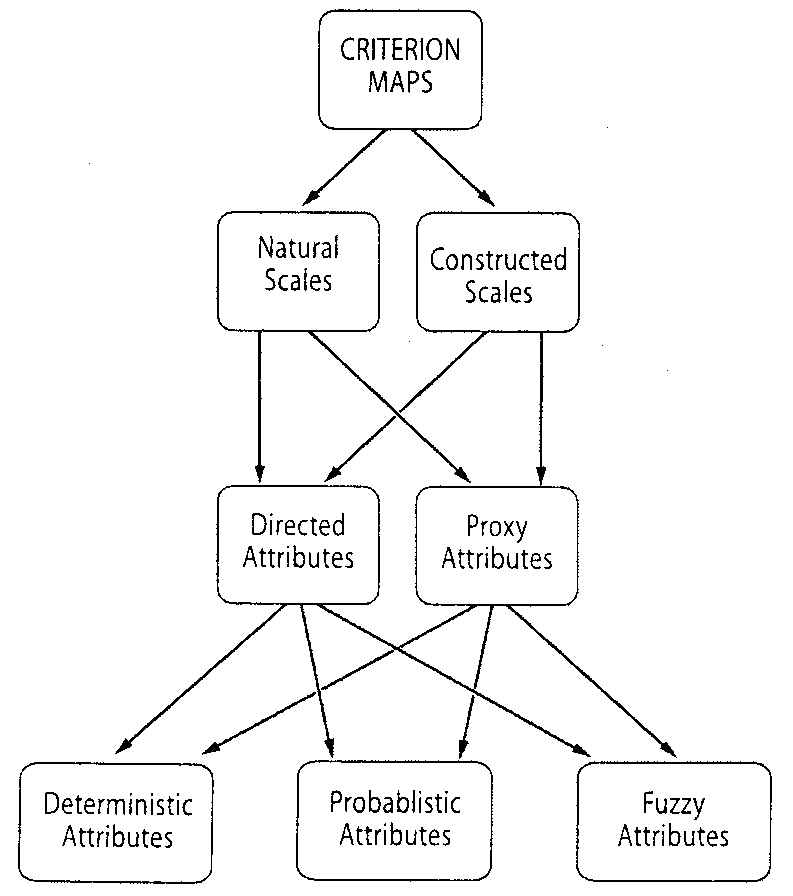 CRITERION
MAPS
Natural
Scales
Constructed
Scales
Directed
Attributes
Proxy
Attributes
Deterministic
Attributes
Probablistic
Attributes
Fuzzy
Attributes